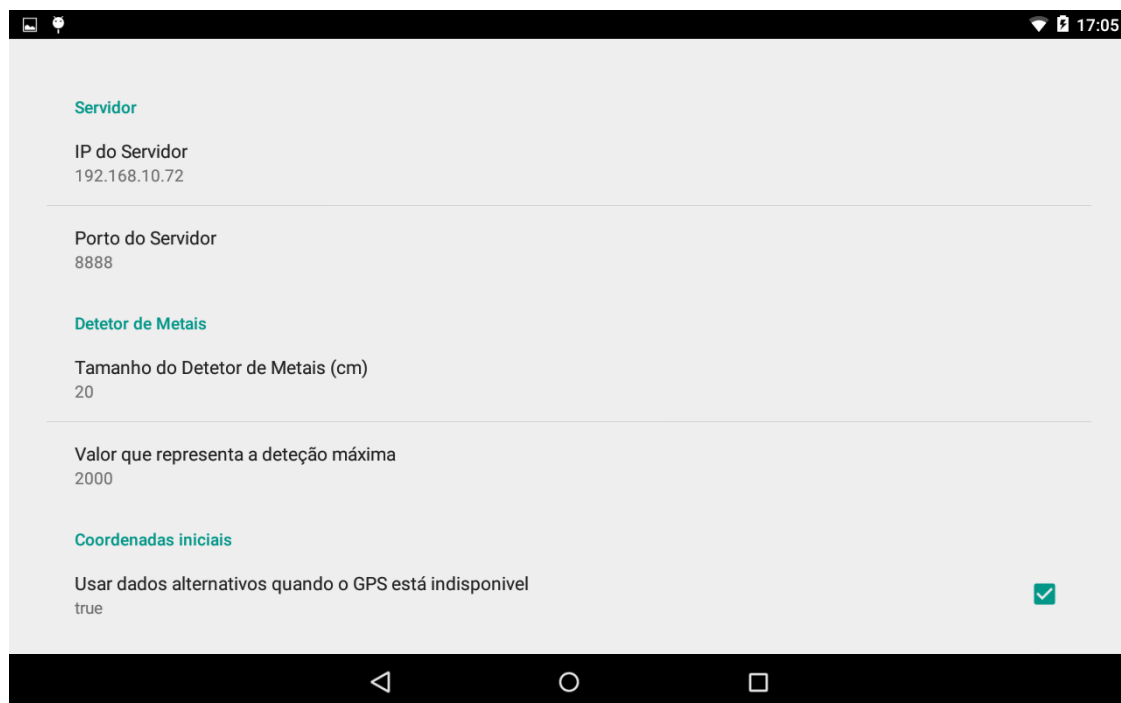 17:05
Servidor
IP do Servidor
192.168.10.72
Porto do Servidor
8888
Detetor de Metais
Tamanho do Detetor de Metais (cm)
20
Valor que representa a deteção máxima
2000
Coordenadas iniciais
Usar dados alternativos quando o GPS está indisponivel
true